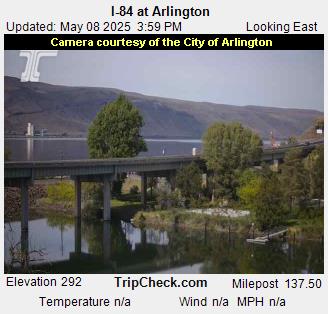 I-84 at Arlington
Updated: May 08 2025 3:59 PM Looking East
Camera courtesy of the City of Arlington
Elevation 292 TripCheck.com Milepost 137.50
Temperature n/a Wind n/a MPH n/a